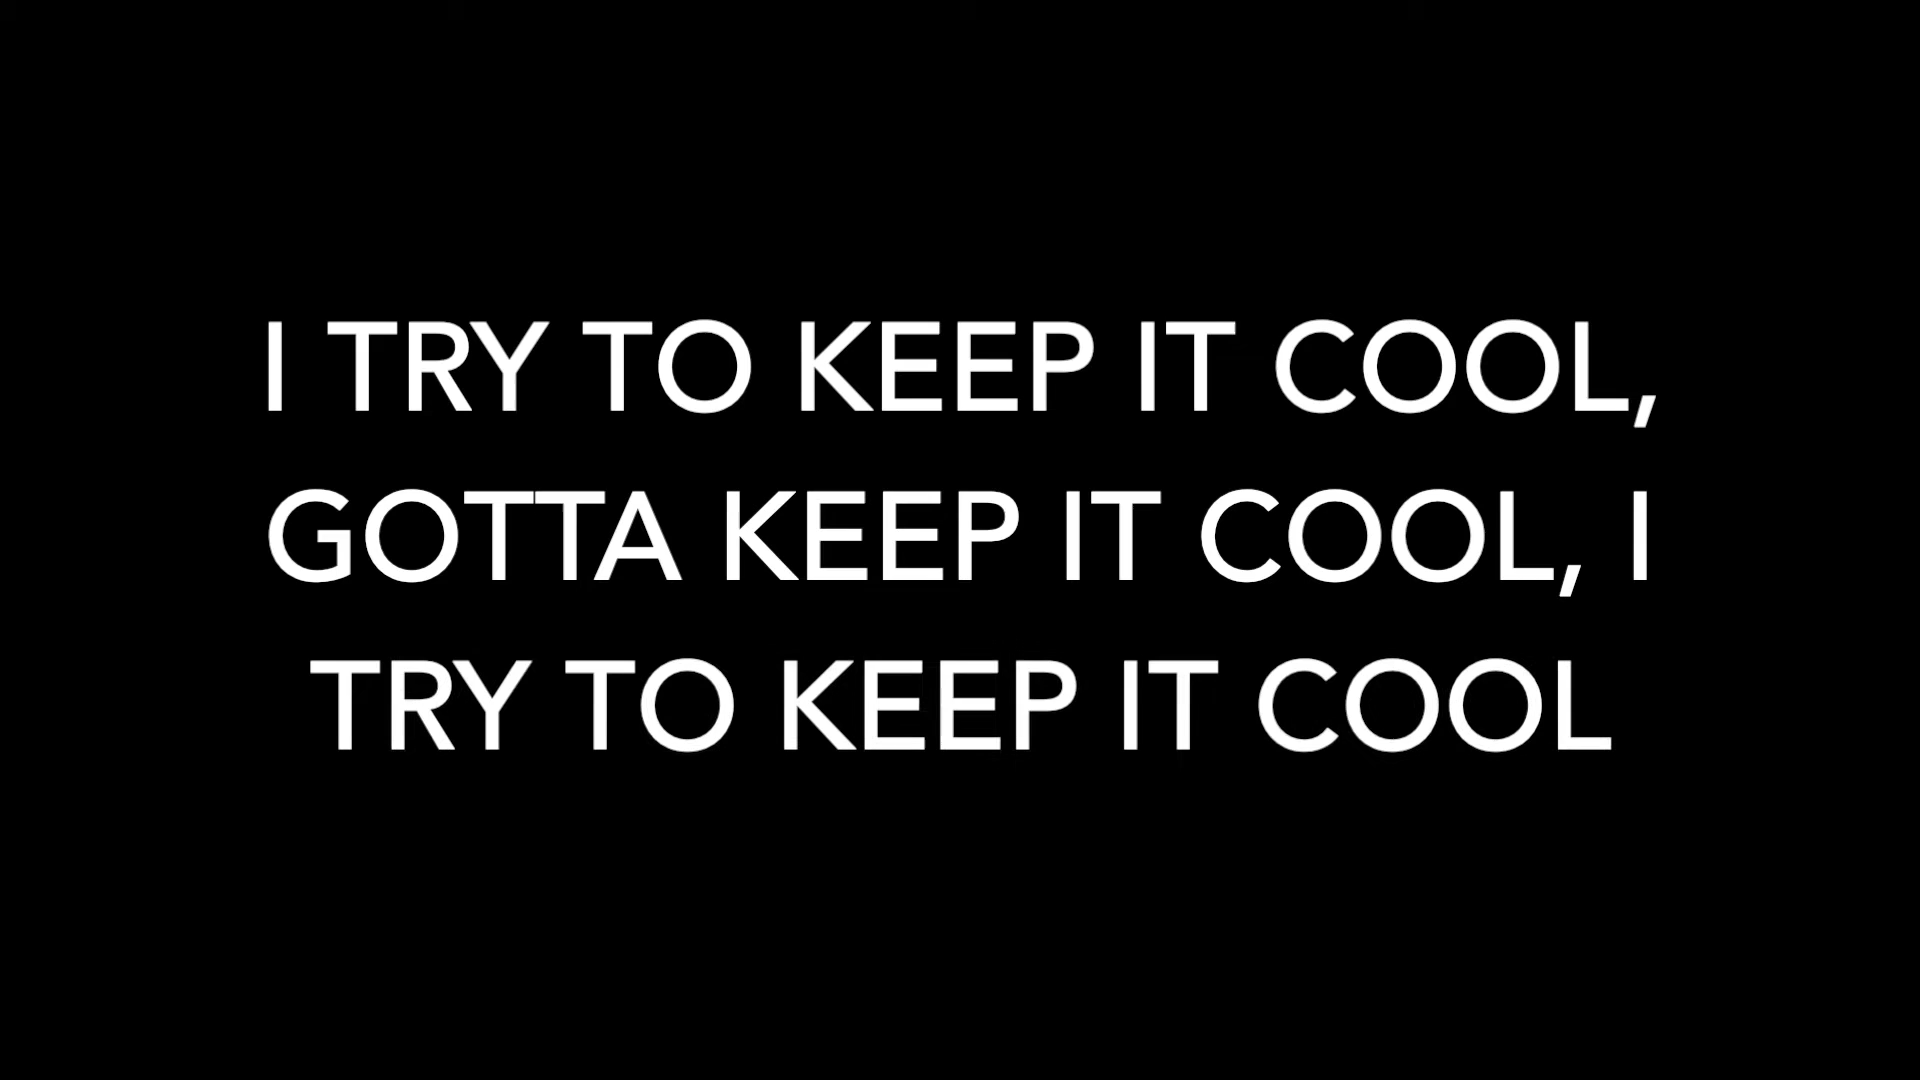 I TRY TO KEEP IT COOL,
GOTTA KEEP IT COOL, I
TRY TO KEEP IT COOL